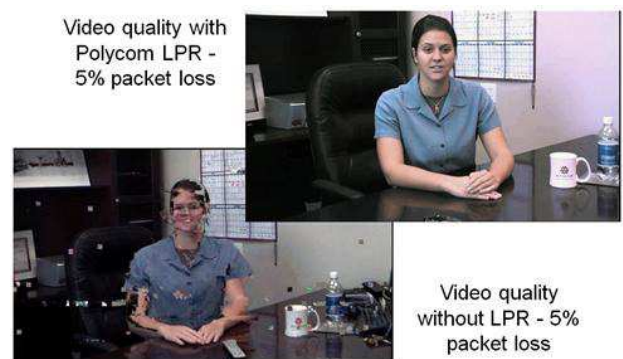 Video quality with
Polycom LPR -
5% packet loss
Video quality
without LPR - 5%
packet loss